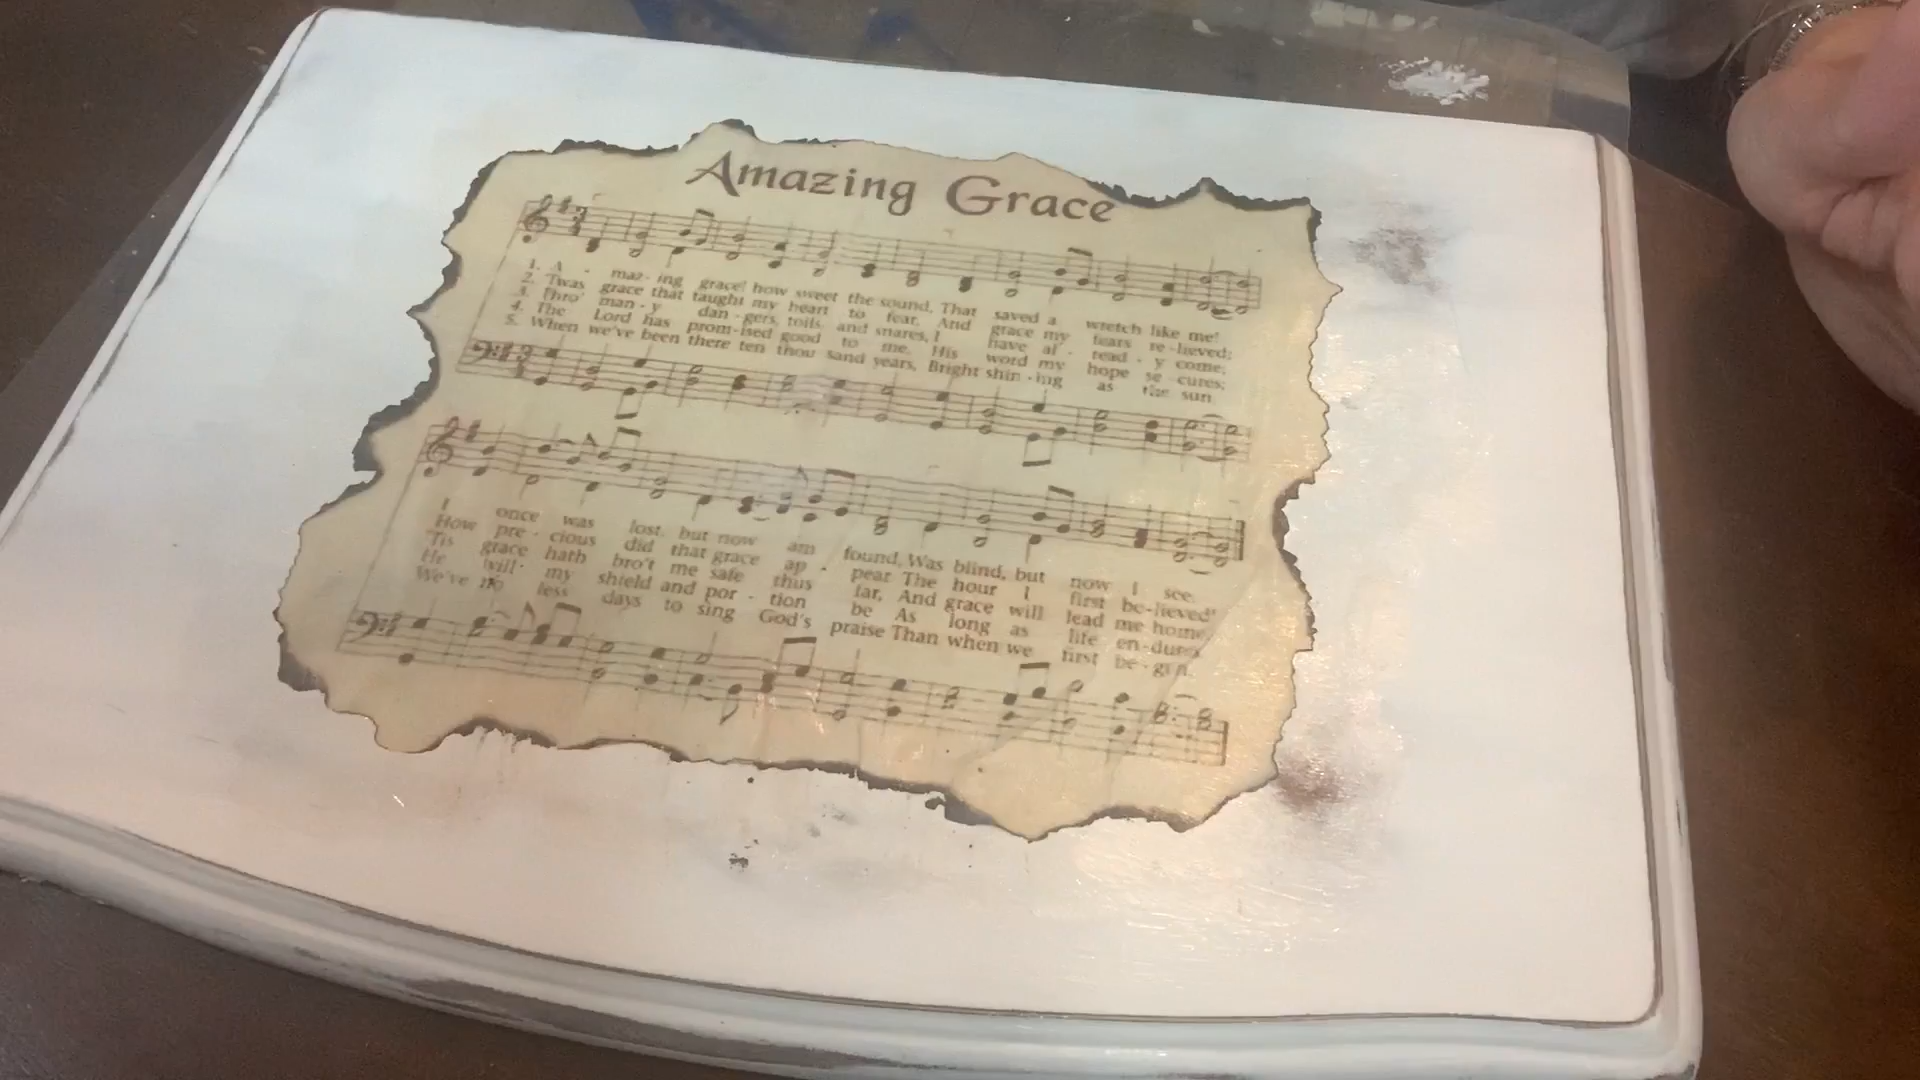 Amazing Grace
1. A - maz - ing grace! how sweet the sound, That saved a wretch like me!
2. 'Twas grace that taught my heart to fear, And grace my fears re - lieved;
3. Thro' man - y dan - gers, toils and snares, I have al - read - y come;
4. The Lord has prom - ised good to me, His word my hope se - cures;
5. When we've been there ten thou sand years, Bright shin - ing as the sun,
I once was lost, but now am found, Was blind, but now I see.
How pre - cious did that grace ap - pear The hour I first be - lieved!
'Tis grace hath bro't me safe thus far, And grace will lead me home.
He will my shield and por - tion be As long as life en - dures.
We've no less days to sing God's praise Than when we first be - gun.